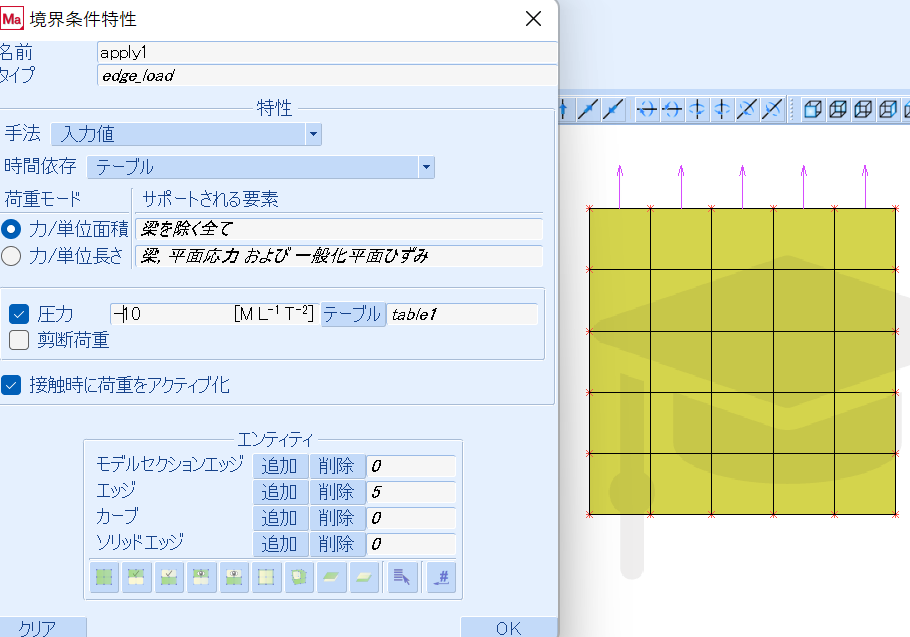 Ma 境界条件特性
名前 apply1
タイプ edge_load
特性
手法 入力値
時間依存 テーブル
荷重モード サポートされる要素
力/単位面積 梁を除く全て
力/単位長さ 梁, 平面応力 および 一般化平面ひずみ
圧力 -10 [M L⁻¹ T⁻²] テーブル table1
剪断荷重
接触時に荷重をアクティブ化
エンティティ
モデルセクションエッジ 追加 削除 0
エッジ 追加 削除 5
カーブ 追加 削除 0
ソリッドエッジ 追加 削除 0
#
クリア OK